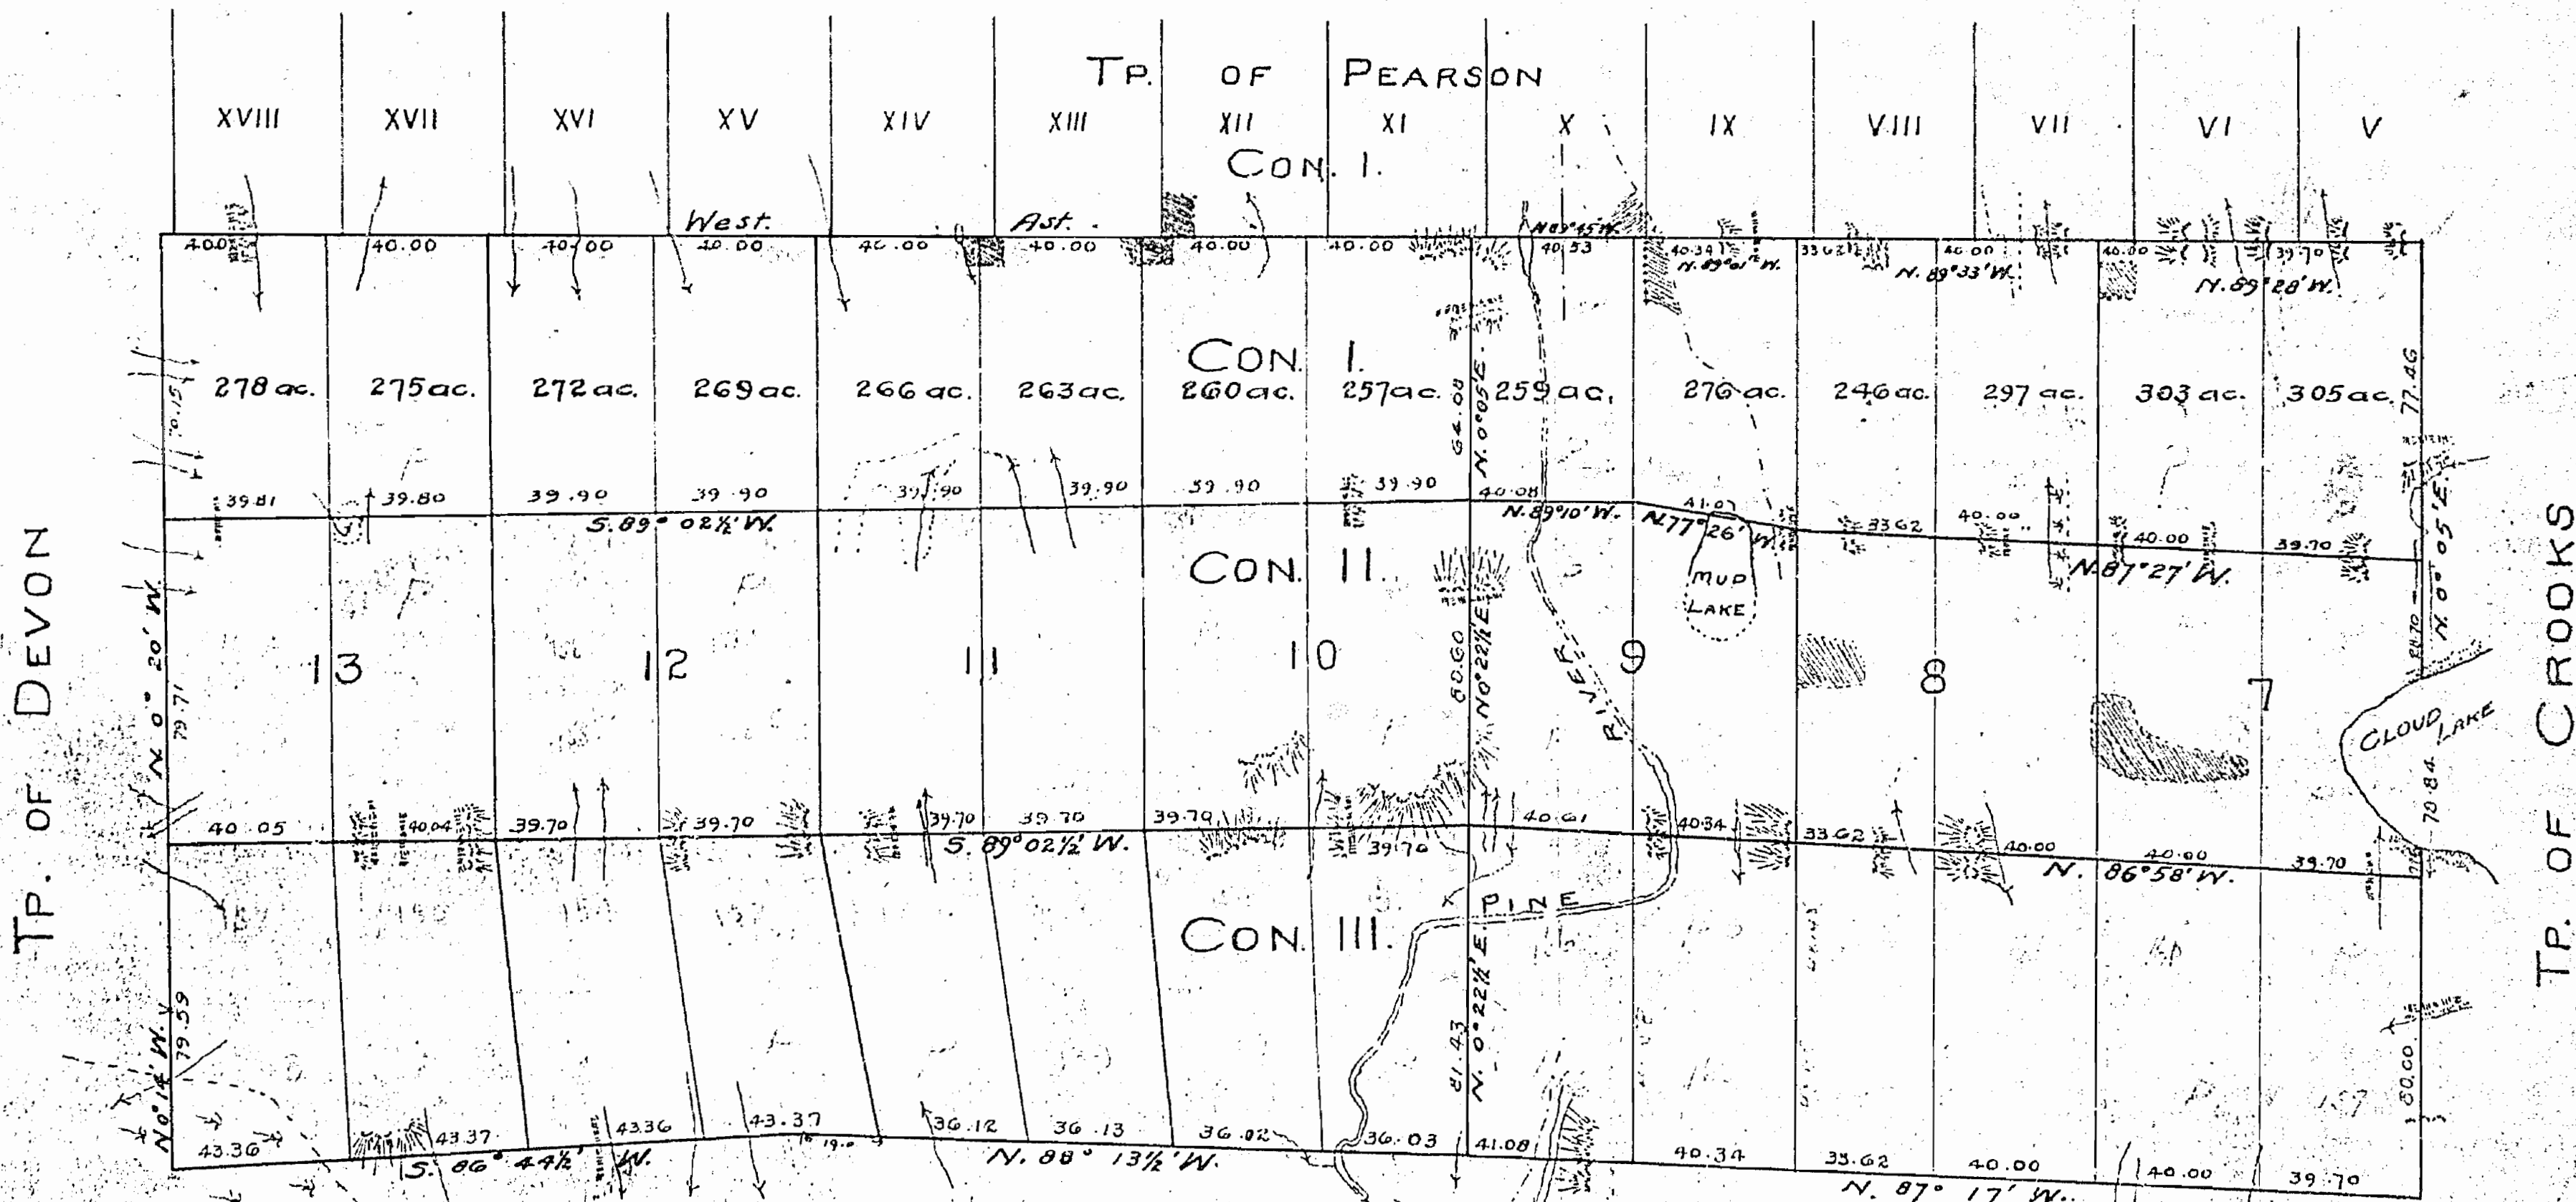 TP. OF PEARSON
XVIII XVII XVI XV XIV XIII XII XI X IX VIII VII VI V
CON. I.
West. Ast.
N 89°45' W.
40.00 40.00 40.00 40.00 40.00 40.00 40.00 40.53 40.34 33.62 40.00 40.00 39.70
N. 89°01' W.
N. 89°33' W.
N. 89°28' W.
CON. I.
278 ac. 275 ac. 272 ac. 269 ac. 266 ac. 263 ac. 260 ac. 257 ac. 259 ac. 276 ac. 246 ac. 297 ac. 303 ac. 305 ac.
64.08
N. 0°05' E.
77.46
39.81 39.80 39.90 39.90 39.90 39.90 39.90 39.90 40.08 41.07 33.62 40.00 40.00 39.70
S. 89° 02½' W.
N. 89°10' W.
N. 77°26' W.
N. 87°27' W.
N. 0° 05' E.
CON. II.
MUD
LAKE
TP. OF DEVON
TP. OF CROOKS
N. 0° 20' W.
79.71
13 12 11 10 9 8 7
80.60
N 0° 22½' E
RIVER
CLOUD
LAKE
70.84
40.05 40.04 39.70 39.70 39.70 39.70 39.70 39.70 40.61 40.34 33.62 40.00 40.00 39.70
S. 89° 02½' W.
N. 86°58' W.
PINE
CON. III.
N 0° 14' W.
79.59
81.43
N. 0° 22½' E.
80.00
43.36 43.37 43.36 43.37 36.12 36.13 36.02 36.03 41.08 40.34 33.62 40.00 40.00 39.70
S. 86° 44½' W.
N. 88° 13½' W.
N. 87° 17' W.